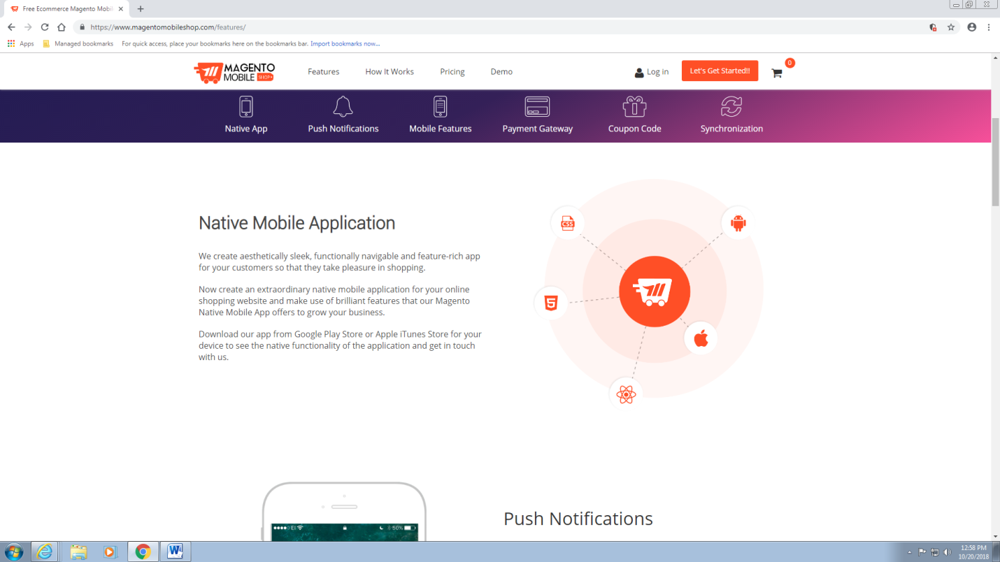 Free Ecommerce Magento Mobil
https://www.magentomobileshop.com/features/
Apps Managed bookmarks For quick access, place your bookmarks here on the bookmarks bar. Import bookmarks now...
MAGENTO
MOBILE SHOP+
Features How It Works Pricing Demo Log in Let's Get Started!! 0
Native App Push Notifications Mobile Features Payment Gateway Coupon Code Synchronization
Native Mobile Application
We create aesthetically sleek, functionally navigable and feature-rich app
for your customers so that they take pleasure in shopping.
Now create an extraordinary native mobile application for your online
shopping website and make use of brilliant features that our Magento
Native Mobile App offers to grow your business.
Download our app from Google Play Store or Apple iTunes Store for your
device to see the native functionality of the application and get in touch
with us.
CSS
5
EI 50%
Push Notifications
12:58 PM
10/20/2018